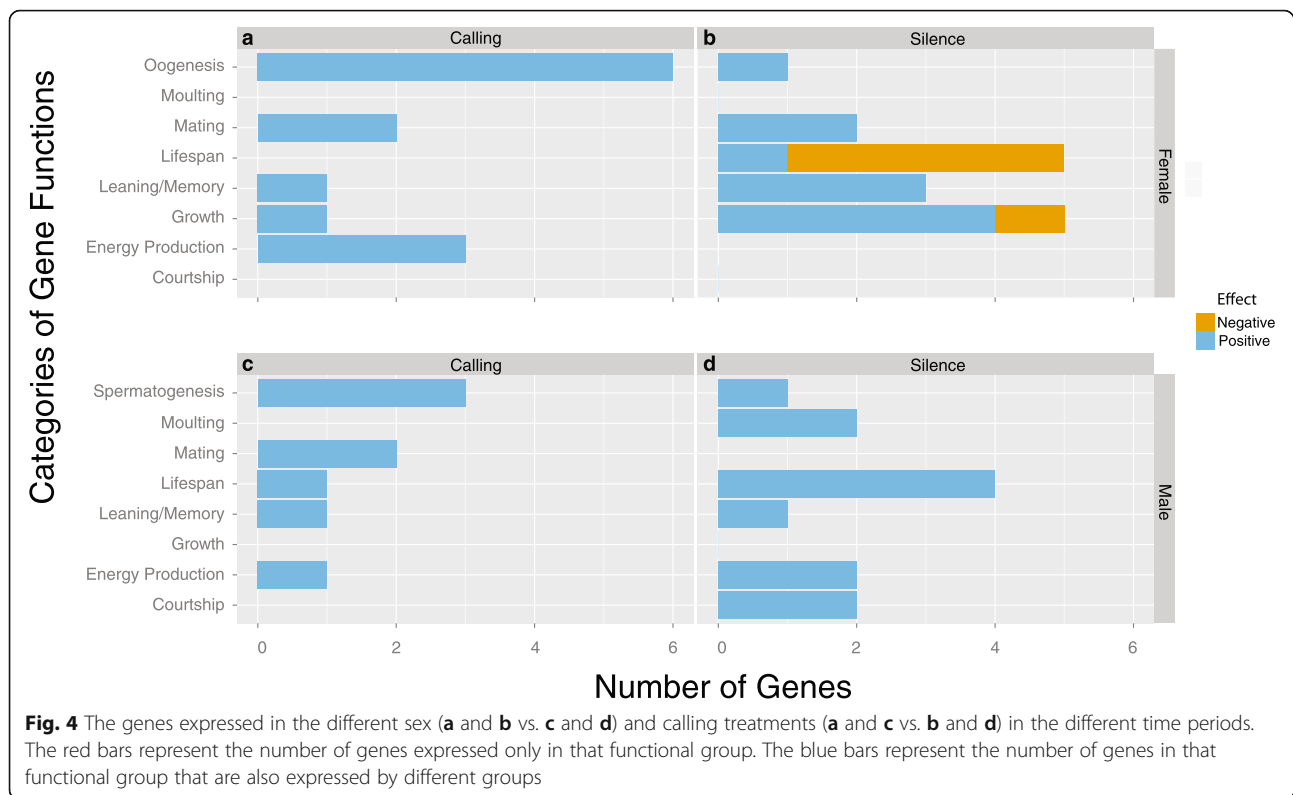 a
Calling
b
Silence
Categories of Gene Functions
Oogenesis
Moulting
Mating
Lifespan
Leaning/Memory
Growth
Energy Production
Courtship
Female
Effect
Negative
Positive
c
Calling
d
Silence
Spermatogenesis
Moulting
Mating
Lifespan
Leaning/Memory
Growth
Energy Production
Courtship
Male
0 2 4 6 0 2 4 6
Number of Genes
Fig. 4 The genes expressed in the different sex (a and b vs. c and d) and calling treatments (a and c vs. b and d) in the different time periods.
The red bars represent the number of genes expressed only in that functional group. The blue bars represent the number of genes in that
functional group that are also expressed by different groups